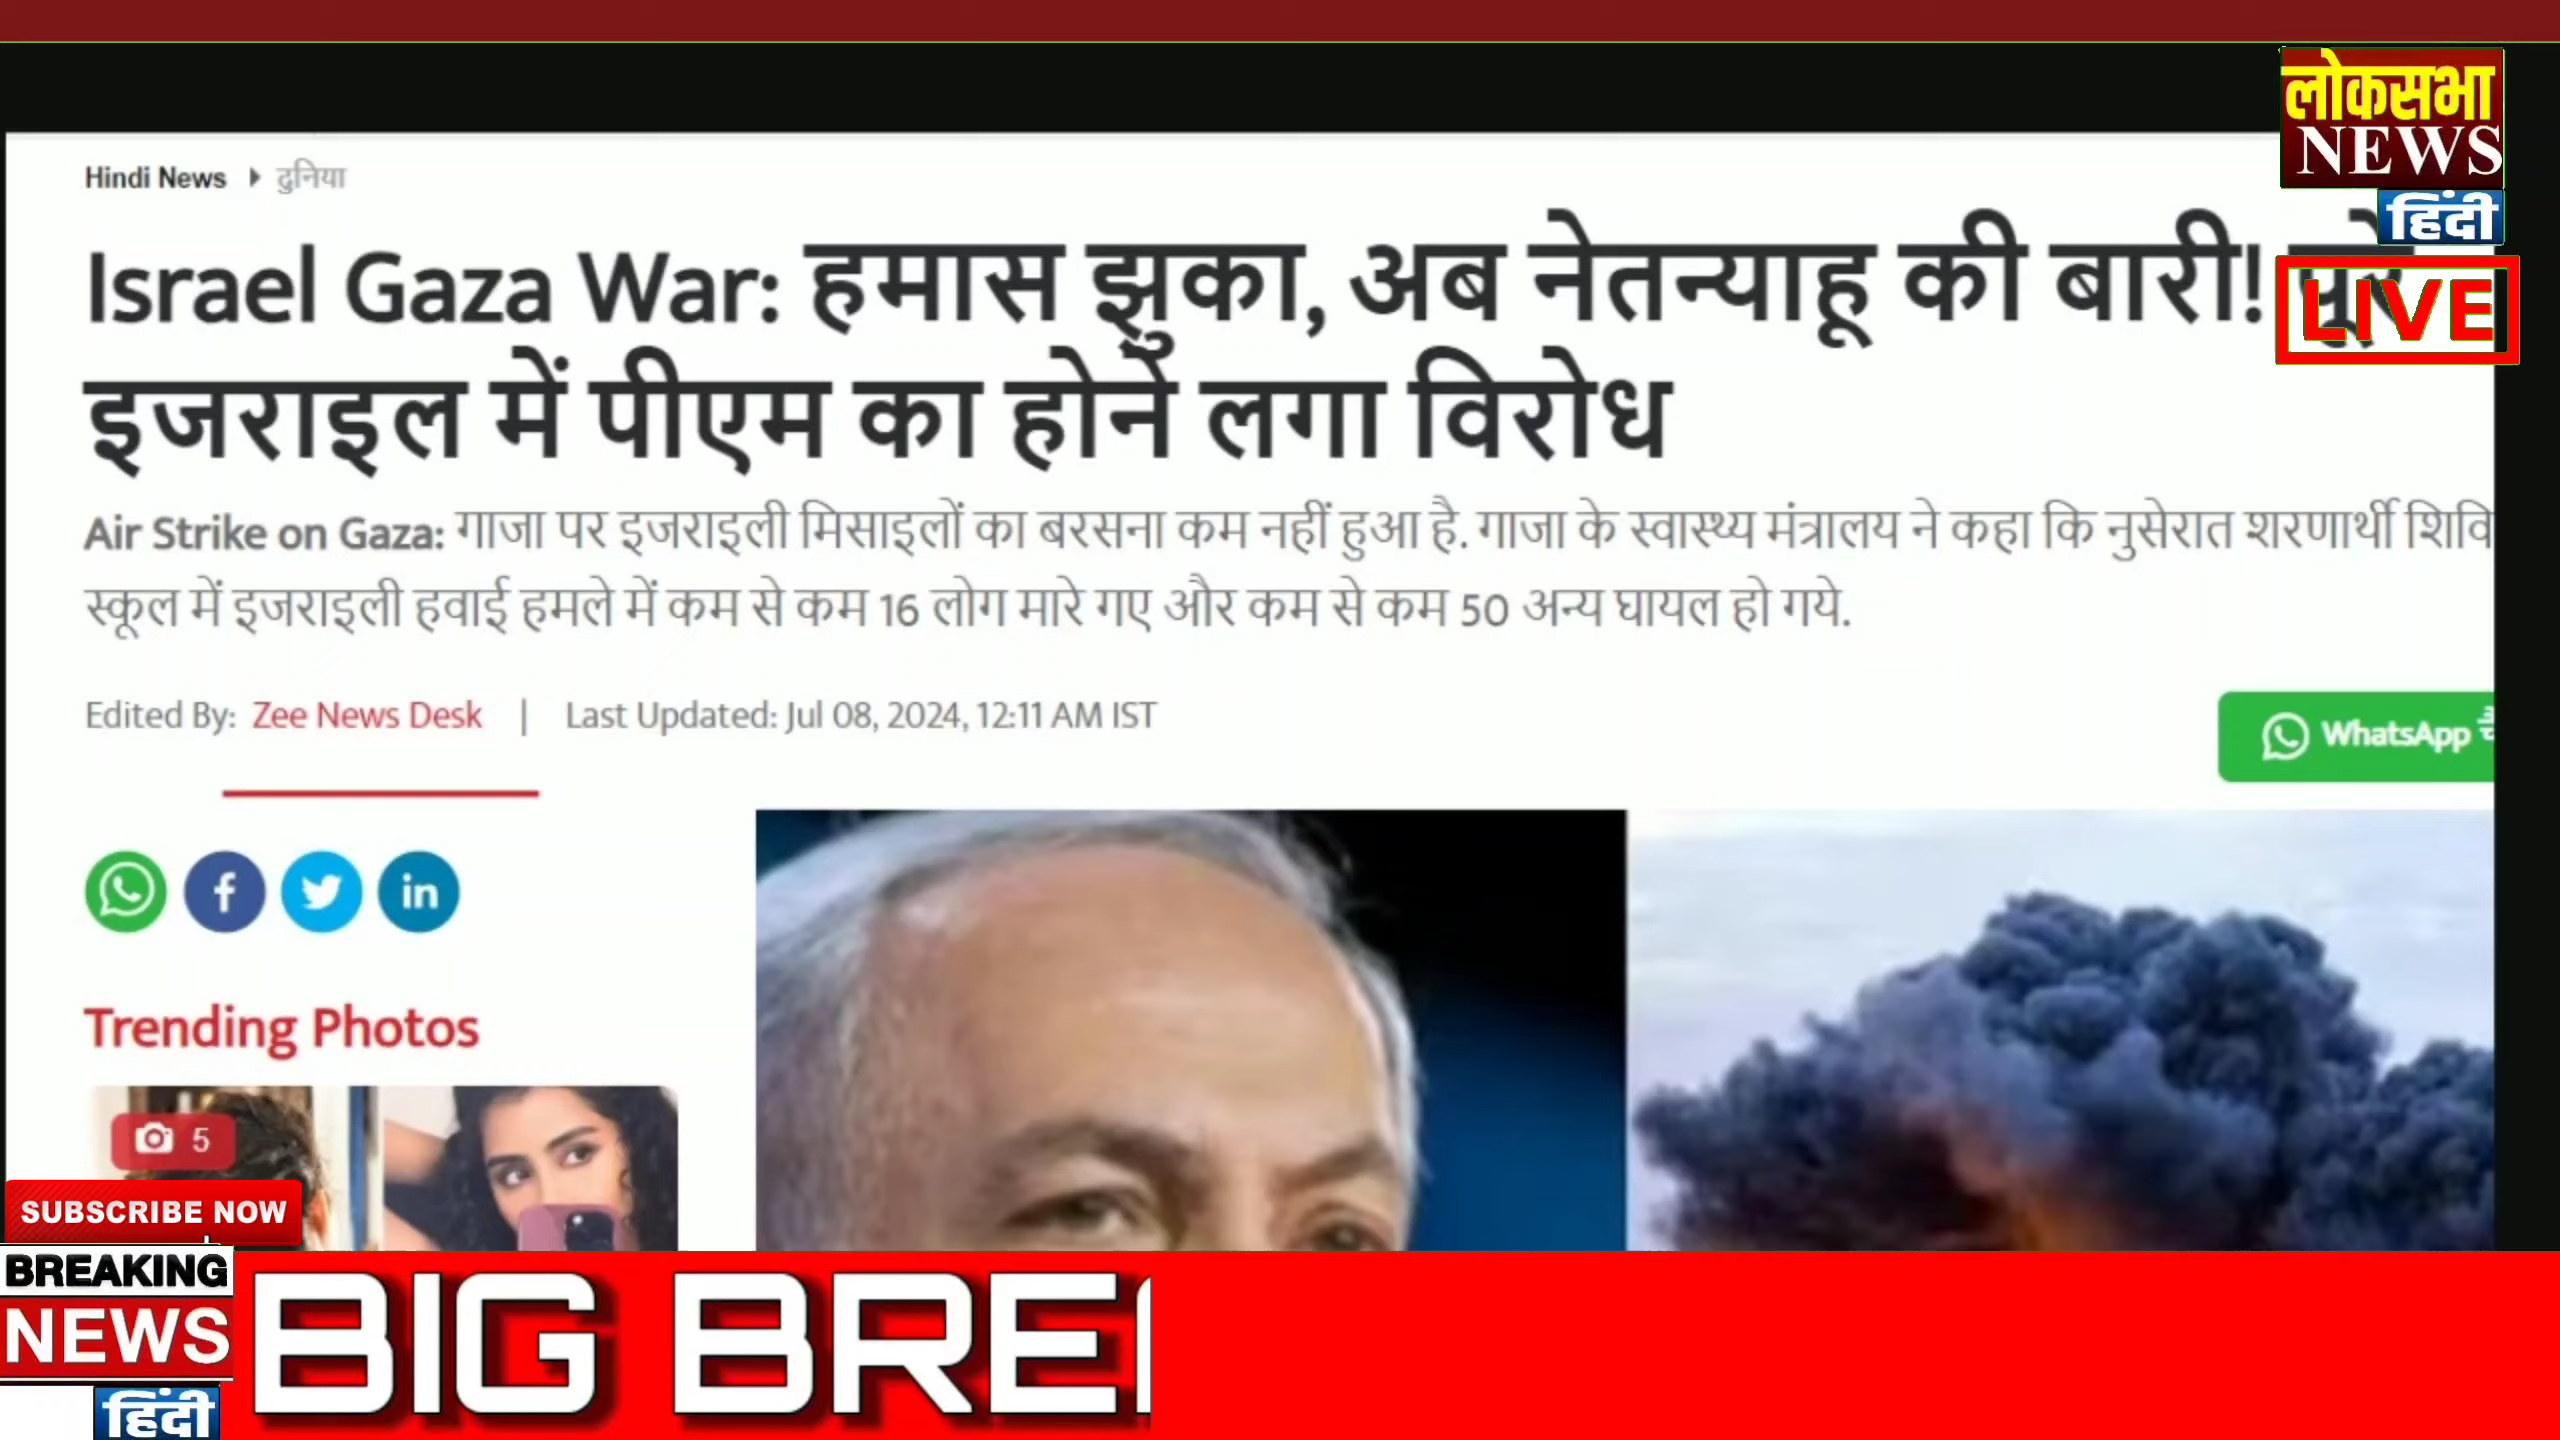 लोकसभा
NEWS
हिंदी
LIVE
Hindi News दुनिया
Israel Gaza War: हमास झुका, अब नेतन्याहू की बारी! पूरे
इजराइल में पीएम का होने लगा विरोध
Air Strike on Gaza: गाजा पर इजराइली मिसाइलों का बरसना कम नहीं हुआ है. गाजा के स्वास्थ्य मंत्रालय ने कहा कि नुसेरात शरणार्थी शिवि
स्कूल में इजराइली हवाई हमले में कम से कम 16 लोग मारे गए और कम से कम 50 अन्य घायल हो गये.
Edited By: Zee News Desk | Last Updated: Jul 08, 2024, 12:11 AM IST
WhatsApp
Trending Photos
5
SUBSCRIBE NOW
BREAKING
NEWS
हिंदी
BIG BRE